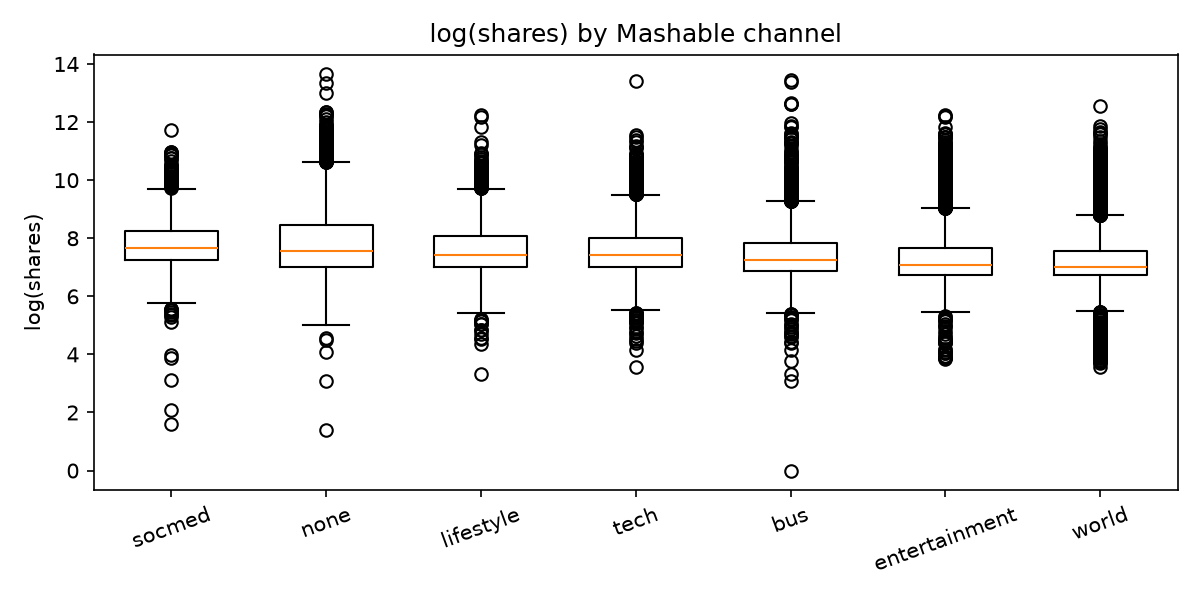 log(shares) by Mashable channel
log(shares)
14
12
10
8
6
4
2
0
socmed
none
lifestyle
tech
bus
entertainment
world